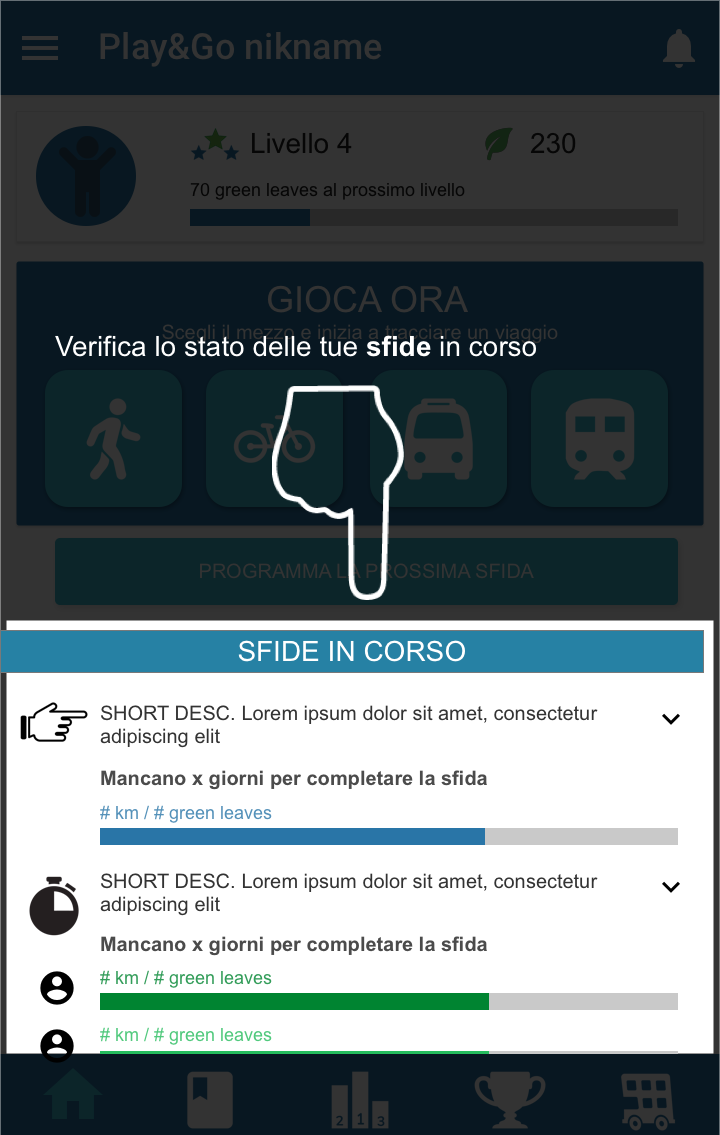 Play&Go nikname
Livello 4
230
70 green leaves al prossimo livello
GIOCA ORA
Scegli il mezzo e inizia a tracciare un viaggio
Verifica lo stato delle tue sfide in corso
PROGRAMMA LA PROSSIMA SFIDA
SFIDE IN CORSO
SHORT DESC. Lorem ipsum dolor sit amet, consectetur
adipiscing elit
Mancano x giorni per completare la sfida
# km / # green leaves
SHORT DESC. Lorem ipsum dolor sit amet, consectetur
adipiscing elit
Mancano x giorni per completare la sfida
# km / # green leaves
# km / # green leaves
2 1 3